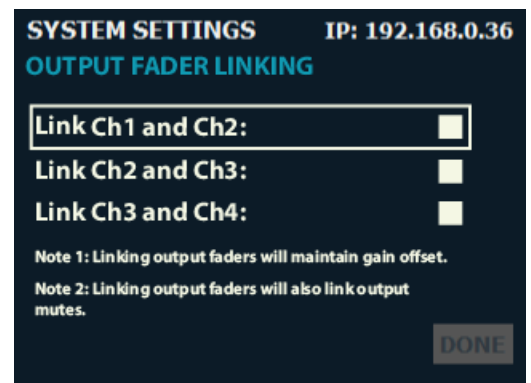 SYSTEM SETTINGS IP: 192.168.0.36
OUTPUT FADER LINKING
Link Ch1 and Ch2:
Link Ch2 and Ch3:
Link Ch3 and Ch4:
Note 1: Linking output faders will maintain gain offset.
Note 2: Linking output faders will also link output
mutes.
DONE